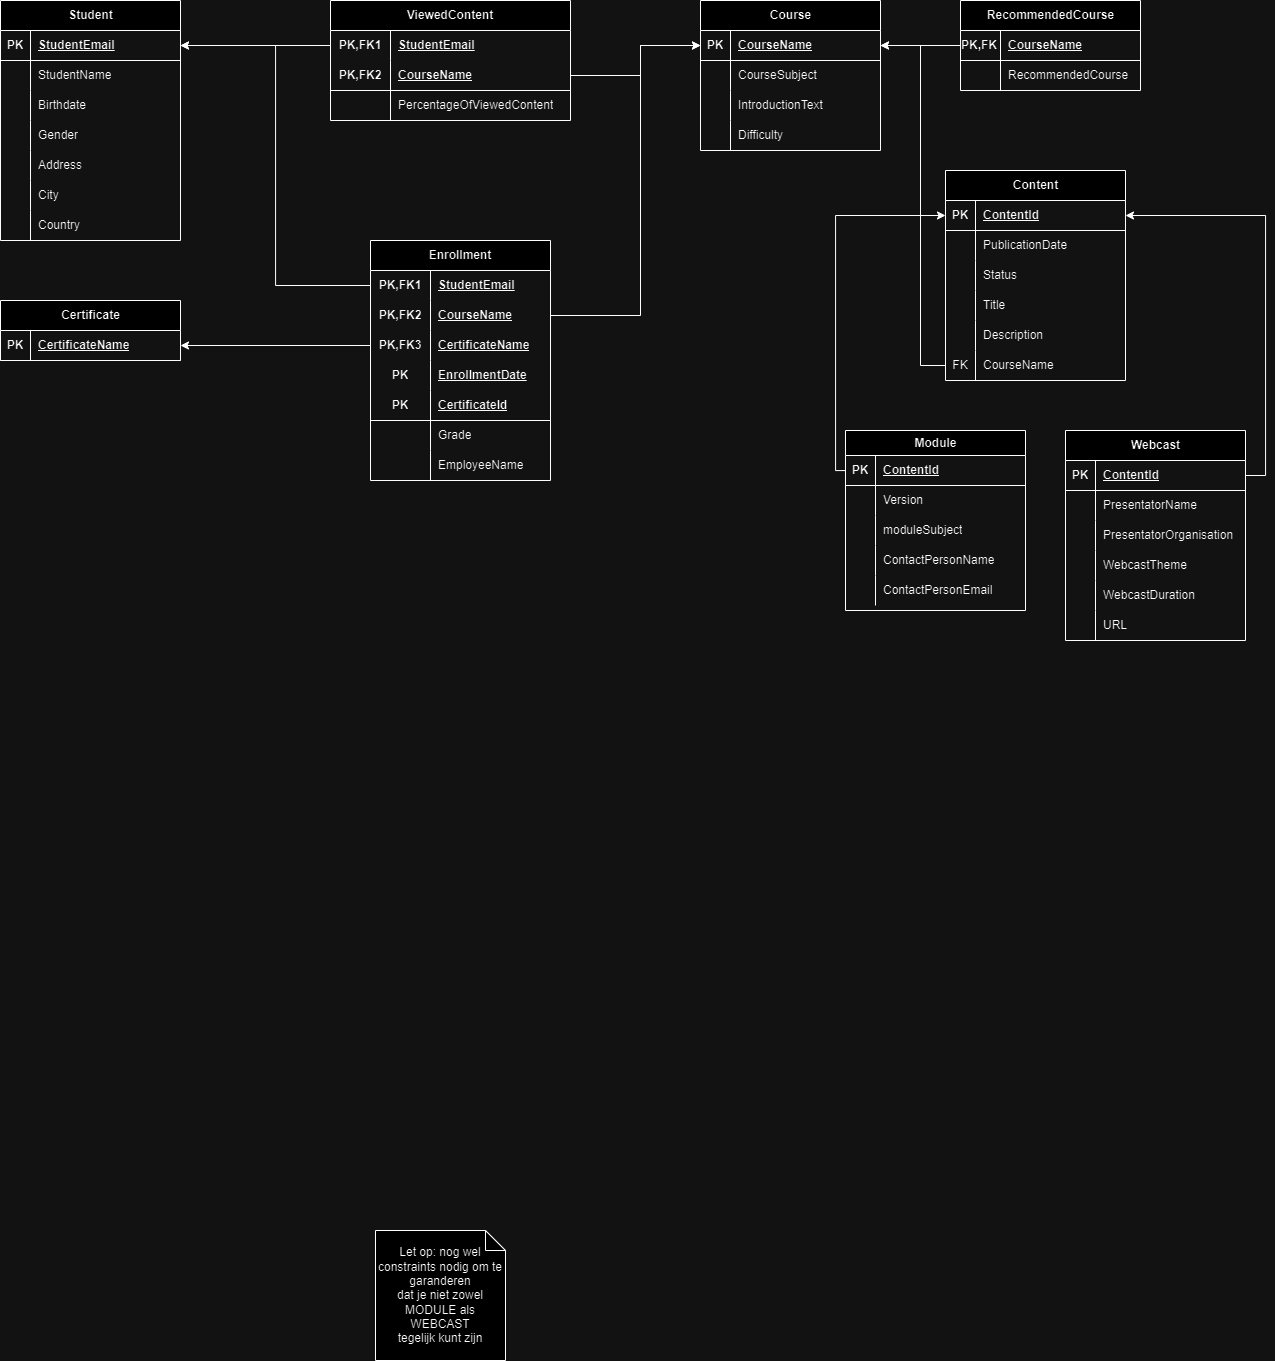 Student
PK StudentEmail
StudentName
Birthdate
Gender
Address
City
Country
ViewedContent
PK,FK1 StudentEmail
PK,FK2 CourseName
PercentageOfViewedContent
Course
PK CourseName
CourseSubject
IntroductionText
Difficulty
RecommendedCourse
PK,FK CourseName
RecommendedCourse
Content
PK ContentId
PublicationDate
Status
Title
Description
FK CourseName
Enrollment
PK,FK1 StudentEmail
PK,FK2 CourseName
PK,FK3 CertificateName
PK EnrollmentDate
PK CertificateId
Grade
EmployeeName
Certificate
PK CertificateName
Module
PK ContentId
Version
moduleSubject
ContactPersonName
ContactPersonEmail
Webcast
PK ContentId
PresentatorName
PresentatorOrganisation
WebcastTheme
WebcastDuration
URL
Let op: nog wel
constraints nodig om te
garanderen
dat je niet zowel
MODULE als
WEBCAST
tegelijk kunt zijn